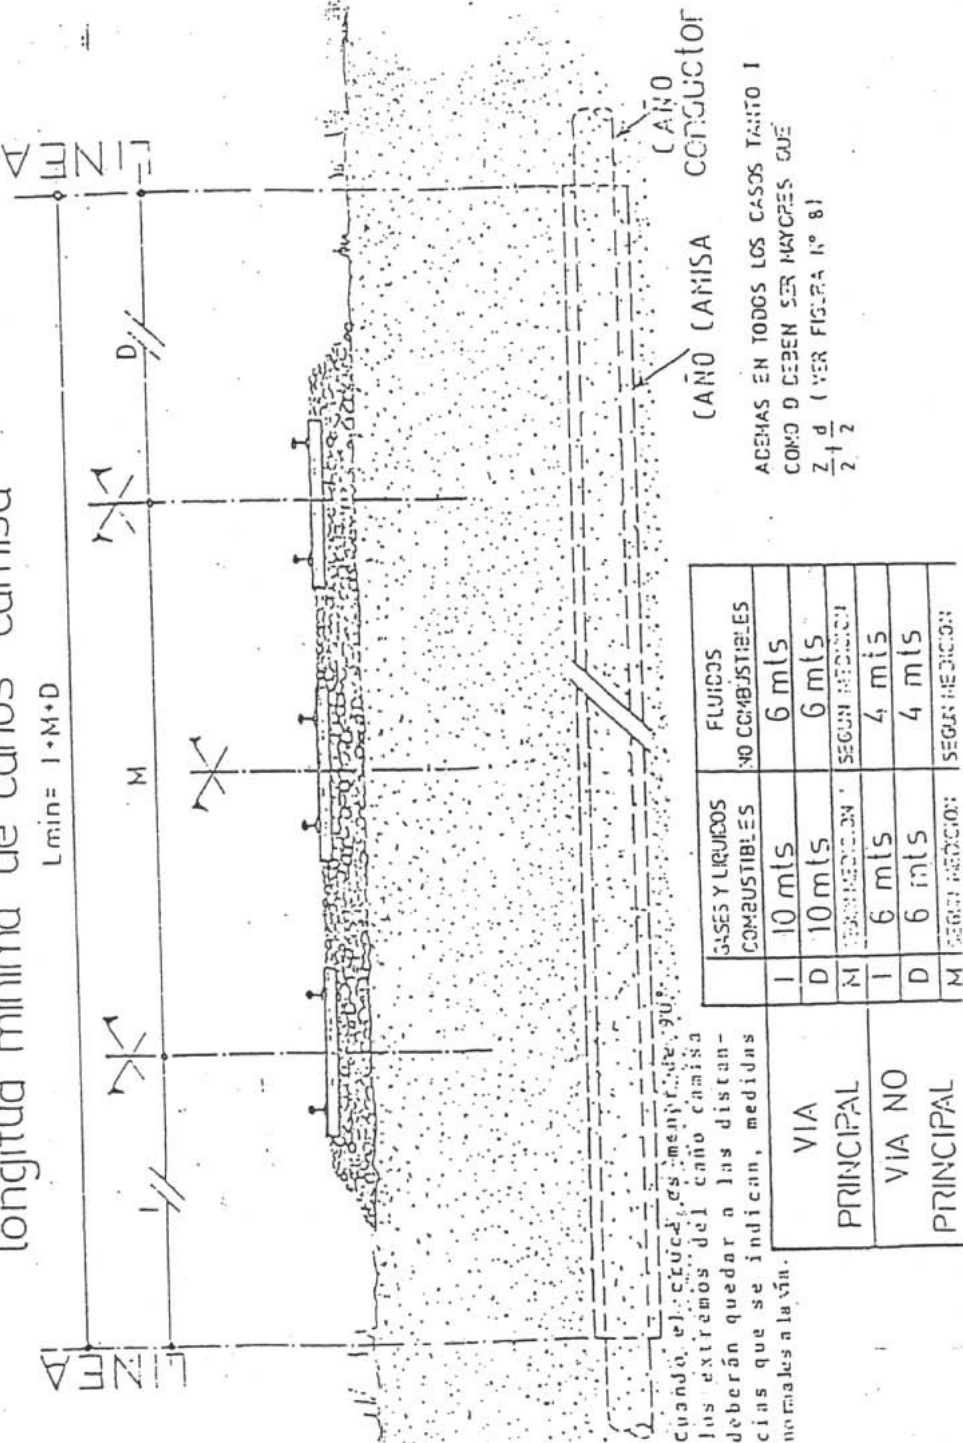 longitud minima de caños camisa
Lmin= I+M+D
LINEA
LINEA
I
M
D
CAÑO CAMISA
CAÑO
conductor
Cuando el cruce es menor de 90°
los extremos del caño camisa
deberán quedar a las distan-
cias que se indican, medidas
normales a la vía.
GASES Y LIQUIDOS
COMBUSTIBLES
FLUIDOS
NO COMBUSTIBLES
VIA
PRINCIPAL
I 10 mts 6 mts
D 10 mts 6 mts
M SEGUN MEDICION SEGUN MEDICION
VIA NO
PRINCIPAL
I 6 mts 4 mts
D 6 mts 4 mts
M SEGUN MEDICION SEGUN MEDICION
ADEMAS EN TODOS LOS CASOS TANTO I
COMO D DEBEN SER MAYORES QUE
Z/2 + d/2 (VER FIGURA Nº 8)